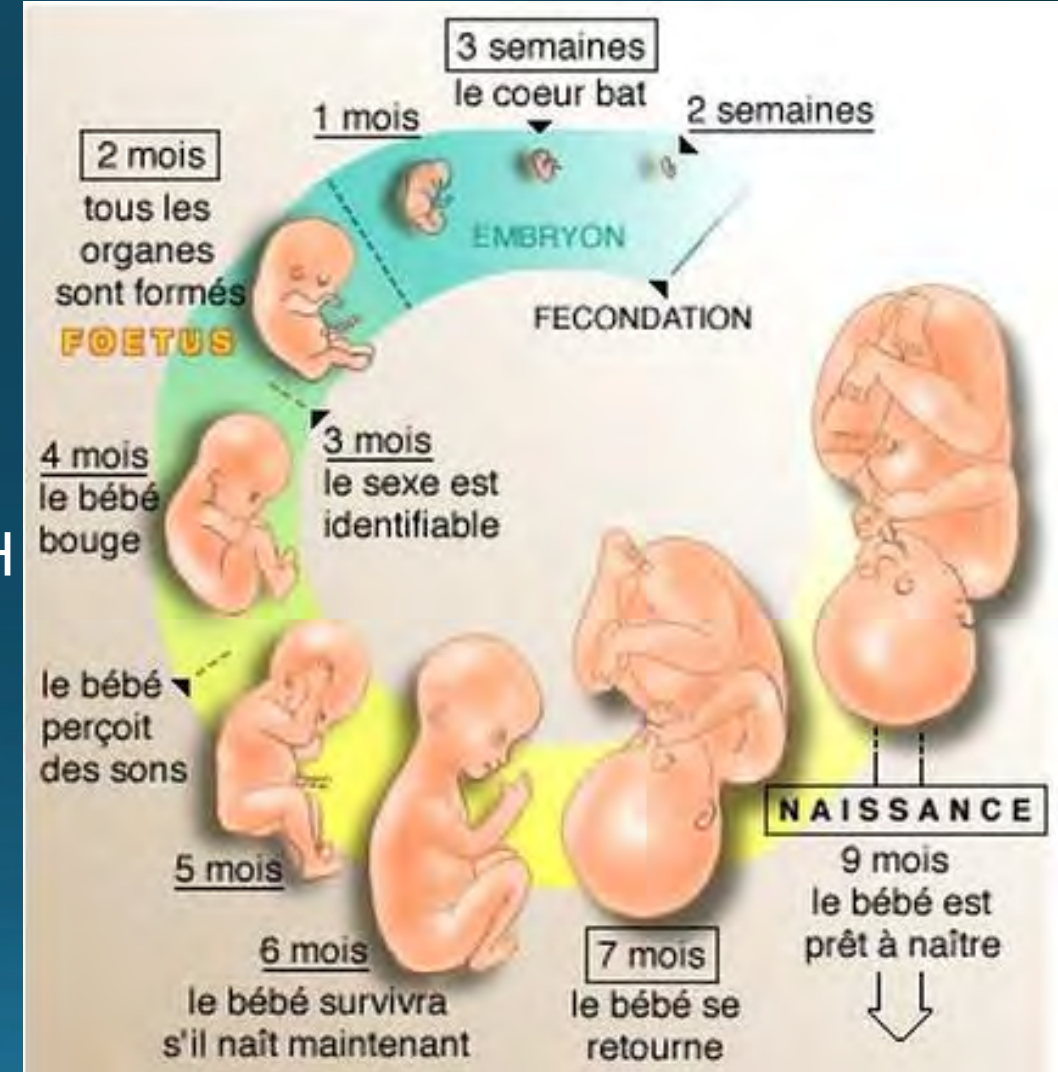 3 semaines
le coeur bat
2 semaines
1 mois
2 mois
tous les
organes
sont formés
FOETUS
EMBRYON
FECONDATION
3 mois
le sexe est
identifiable
4 mois
le bébé
bouge
H
le bébé
perçoit
des sons
5 mois
6 mois
le bébé survivra
s'il naît maintenant
7 mois
le bébé se
retourne
NAISSANCE
9 mois
le bébé est
prêt à naître